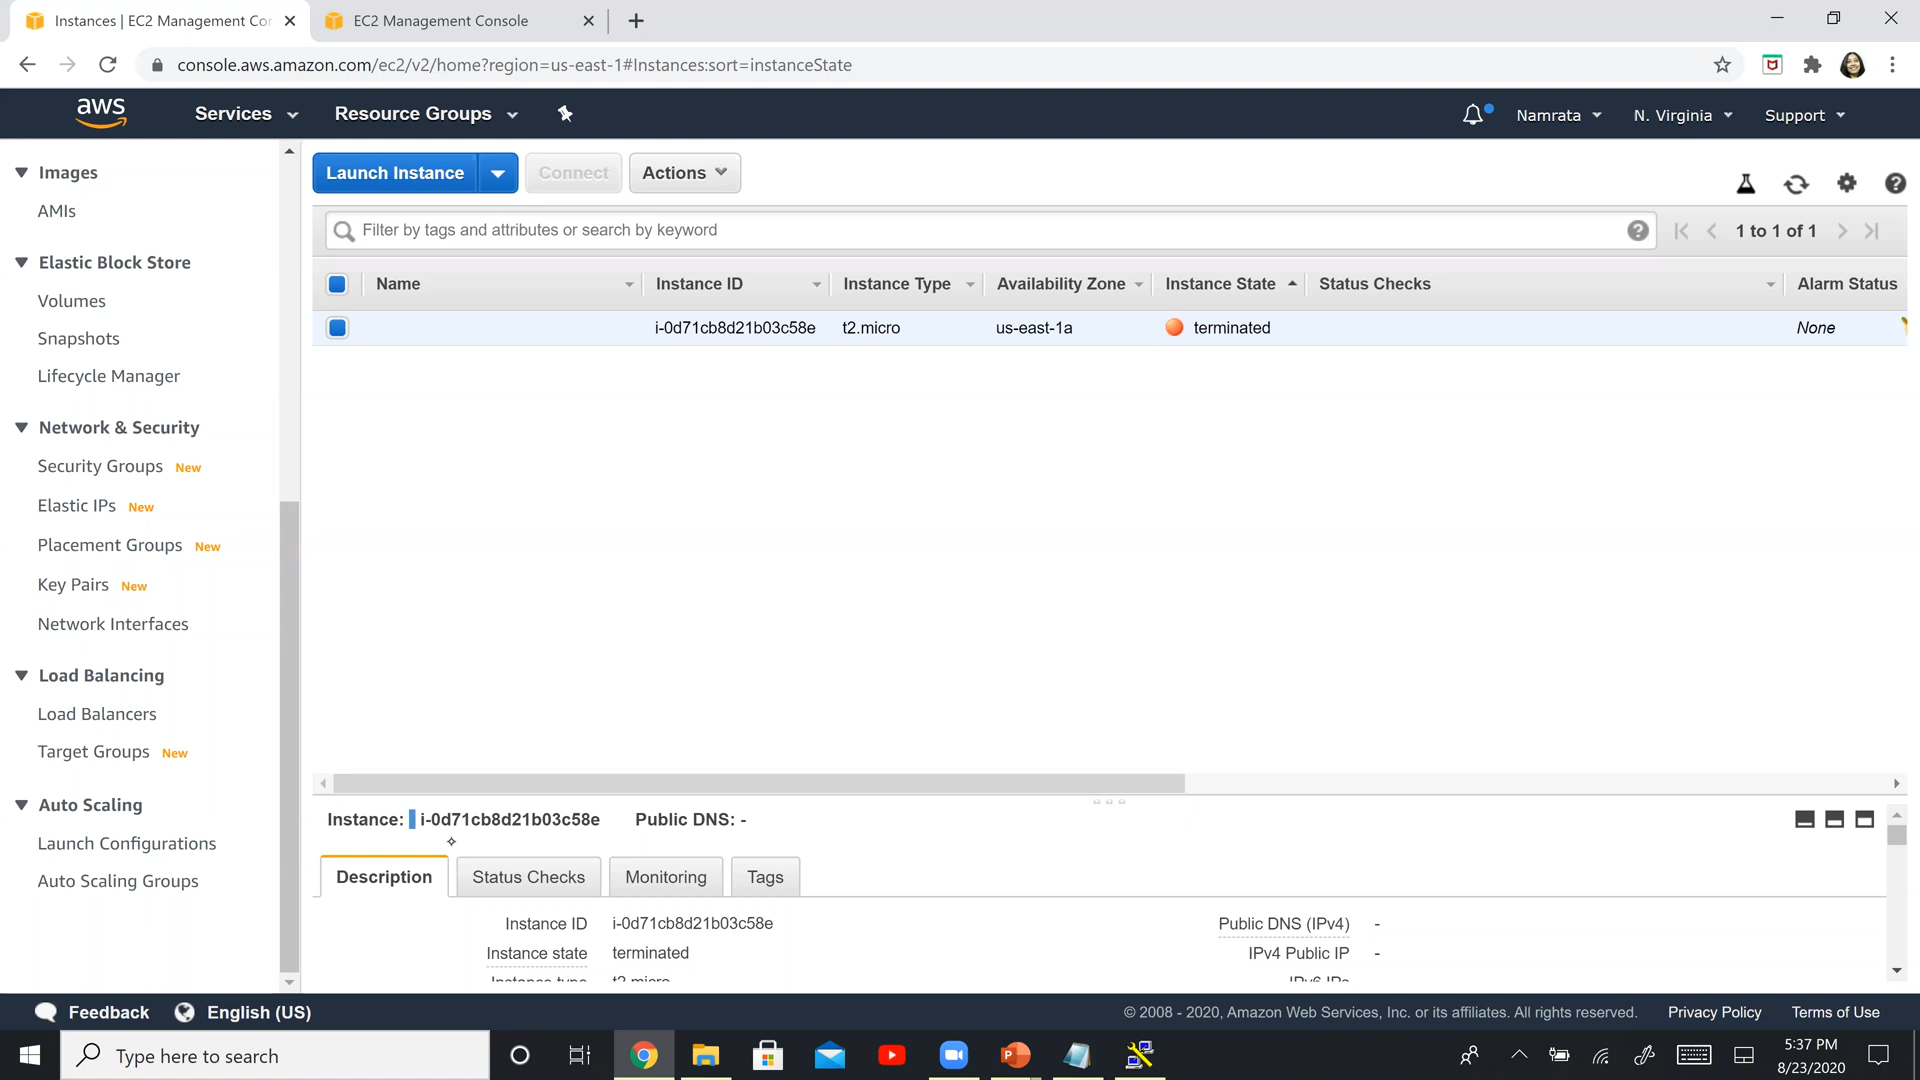 Instances | EC2 Management Con
EC2 Management Console
console.aws.amazon.com/ec2/v2/home?region=us-east-1#Instances:sort=instanceState
aws
Services
Resource Groups
Namrata
N. Virginia
Support
Images
AMIs
Elastic Block Store
Volumes
Snapshots
Lifecycle Manager
Network & Security
Security Groups New
Elastic IPs New
Placement Groups New
Key Pairs New
Network Interfaces
Load Balancing
Load Balancers
Target Groups New
Auto Scaling
Launch Configurations
Auto Scaling Groups
Launch Instance
Connect
Actions
Filter by tags and attributes or search by keyword
1 to 1 of 1
Name Instance ID Instance Type Availability Zone Instance State Status Checks Alarm Status
i-0d71cb8d21b03c58e t2.micro us-east-1a terminated None
Instance: i-0d71cb8d21b03c58e Public DNS: -
Description Status Checks Monitoring Tags
Instance ID i-0d71cb8d21b03c58e Public DNS (IPv4) -
Instance state terminated IPv4 Public IP -
Instance type t2.micro IPv6 IPs
Feedback
English (US)
© 2008 - 2020, Amazon Web Services, Inc. or its affiliates. All rights reserved.
Privacy Policy
Terms of Use
Type here to search
5:37 PM
8/23/2020